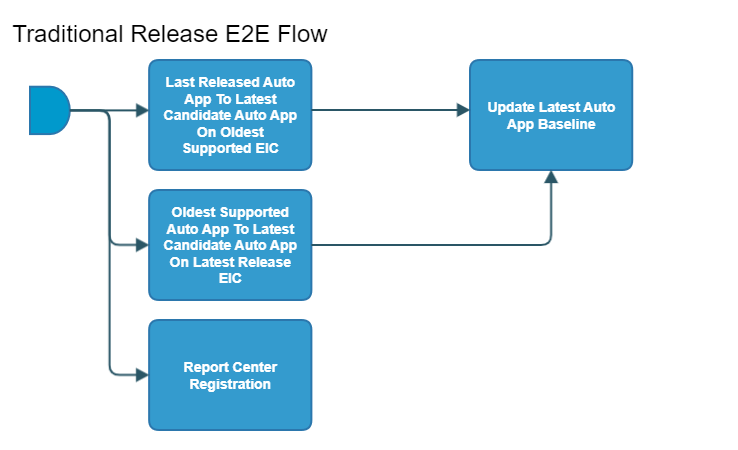 Traditional Release E2E Flow
Last Released Auto
App To Latest
Candidate Auto App
On Oldest
Supported EIC
Update Latest Auto
App Baseline
Oldest Supported
Auto App To Latest
Candidate Auto App
On Latest Release
EIC
Report Center
Registration